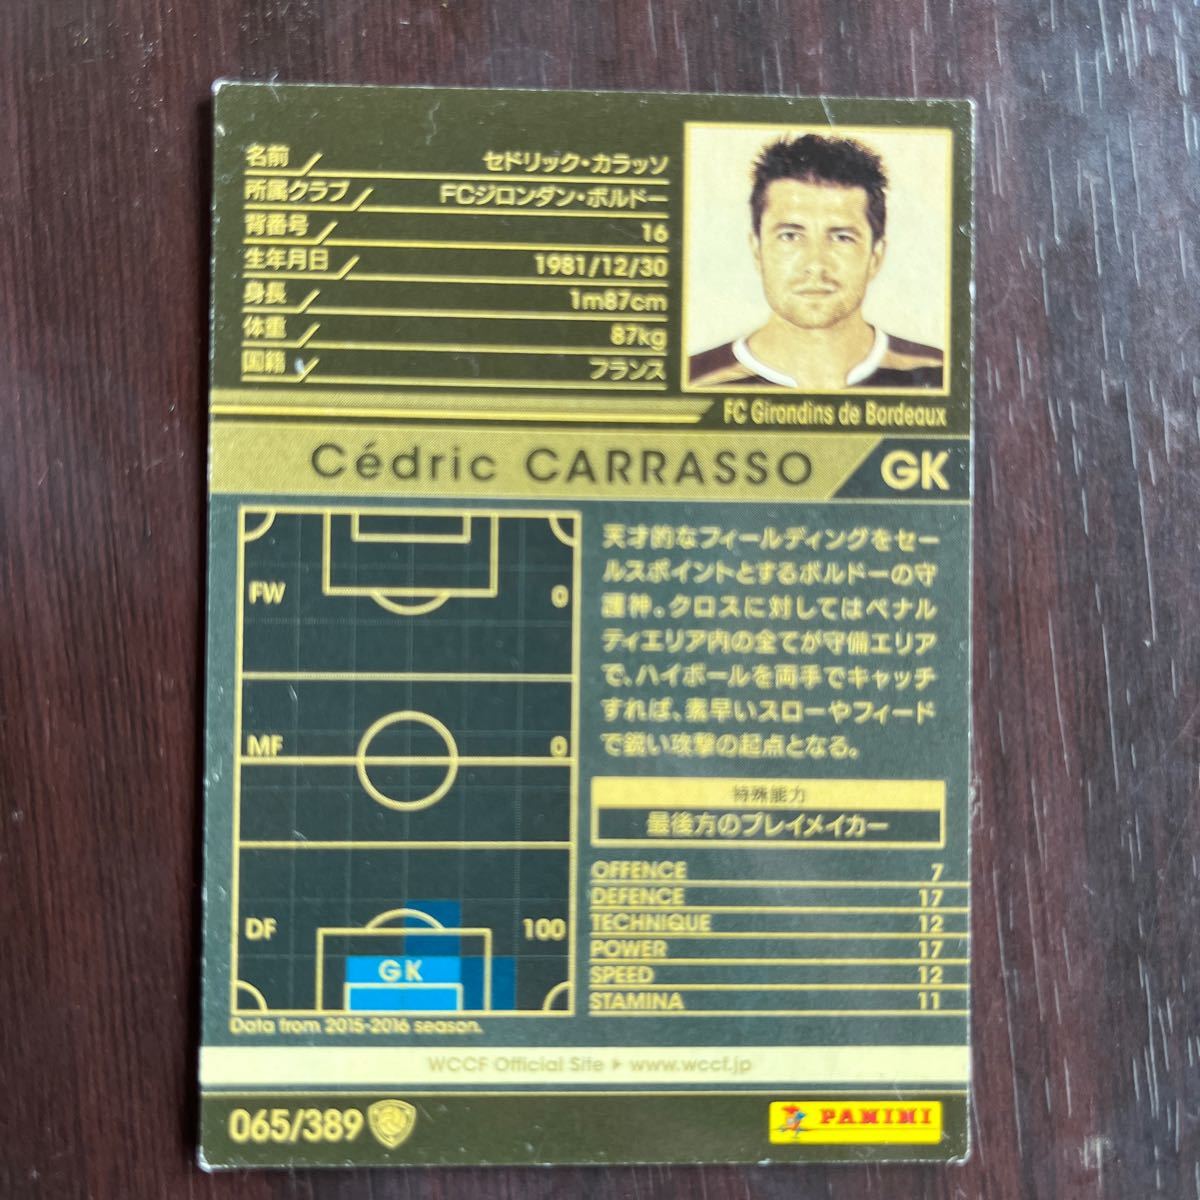 名前 セドリック・カラッソ
所属クラブ FCジロンダン・ボルドー
背番号 16
生年月日 1981/12/30
身長 1m87cm
体重 87kg
国籍 フランス
FC Girondins de Bordeaux
Cédric CARRASSO GK
FW 0
MF 0
DF 100
GK
Data from 2015-2016 season.
天才的なフィールディングをセー
ルスポイントとするボルドーの守
護神。クロスに対してはペナル
ティエリア内の全てが守備エリア
で、ハイボールを両手でキャッチ
すれば、素早いスローやフィード
で鋭い攻撃の起点となる。
特殊能力
最後方のプレイメイカー
OFFENCE 7
DEFENCE 17
TECHNIQUE 12
POWER 17
SPEED 12
STAMINA 11
WCCF Official Site ▶ www.wccf.jp
065/389
PANINI